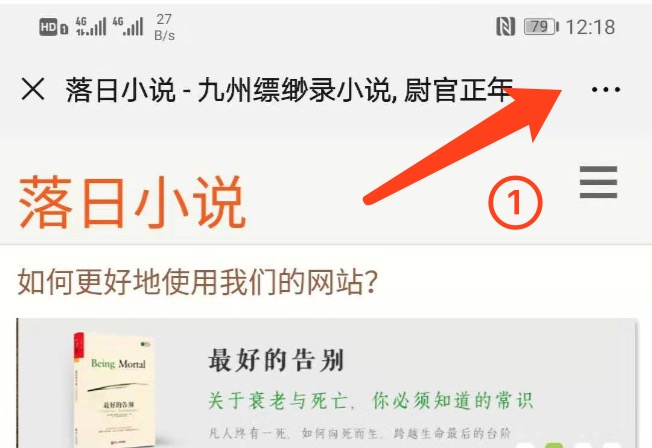 HD 4G 4G 27 B/s N 79 12:18
落日小说 - 九州缥缈录小说, 尉官正年 ...
落日小说
①
如何更好地使用我们的网站?
Being Mortal
最好的告别
最好的告别
关于衰老与死亡，你必须知道的常识
凡人终有一死，如何向死而生，跨越生命最后的台阶